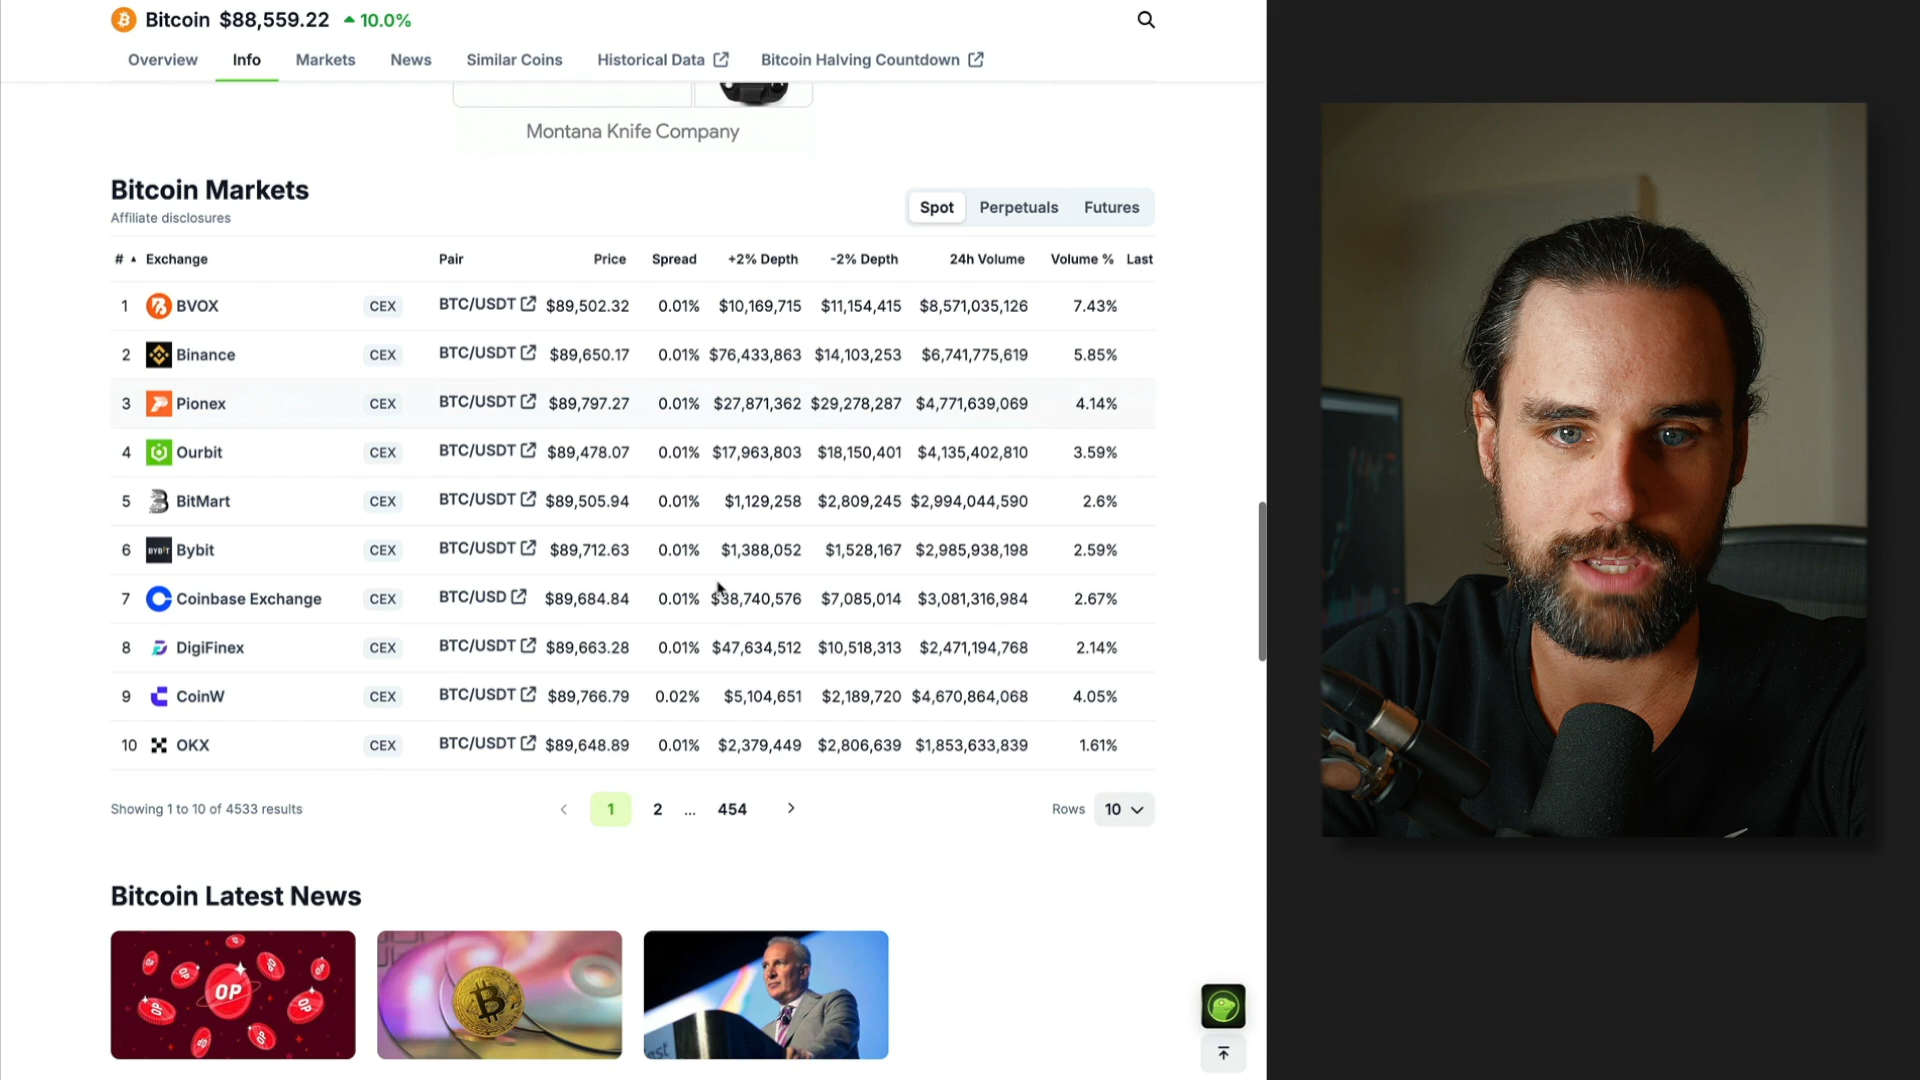 Bitcoin $88,559.22 10.0%
Overview Info Markets News Similar Coins Historical Data Bitcoin Halving Countdown
Montana Knife Company
Bitcoin Markets
Affiliate disclosures
Spot Perpetuals Futures
# Exchange Pair Price Spread +2% Depth -2% Depth 24h Volume Volume % Last
1 BVOX CEX BTC/USDT $89,502.32 0.01% $10,169,715 $11,154,415 $8,571,035,126 7.43%
2 Binance CEX BTC/USDT $89,650.17 0.01% $76,433,863 $14,103,253 $6,741,775,619 5.85%
3 Pionex CEX BTC/USDT $89,797.27 0.01% $27,871,362 $29,278,287 $4,771,639,069 4.14%
4 Ourbit CEX BTC/USDT $89,478.07 0.01% $17,963,803 $18,150,401 $4,135,402,810 3.59%
5 BitMart CEX BTC/USDT $89,505.94 0.01% $1,129,258 $2,809,245 $2,994,044,590 2.6%
6 BYBIT Bybit CEX BTC/USDT $89,712.63 0.01% $1,388,052 $1,528,167 $2,985,938,198 2.59%
7 Coinbase Exchange CEX BTC/USD $89,684.84 0.01% $38,740,576 $7,085,014 $3,081,316,984 2.67%
8 DigiFinex CEX BTC/USDT $89,663.28 0.01% $47,634,512 $10,518,313 $2,471,194,768 2.14%
9 CoinW CEX BTC/USDT $89,766.79 0.02% $5,104,651 $2,189,720 $4,670,864,068 4.05%
10 OKX CEX BTC/USDT $89,648.89 0.01% $2,379,449 $2,806,639 $1,853,633,839 1.61%
Showing 1 to 10 of 4533 results 1 2 ... 454 Rows 10
Bitcoin Latest News
OP
est